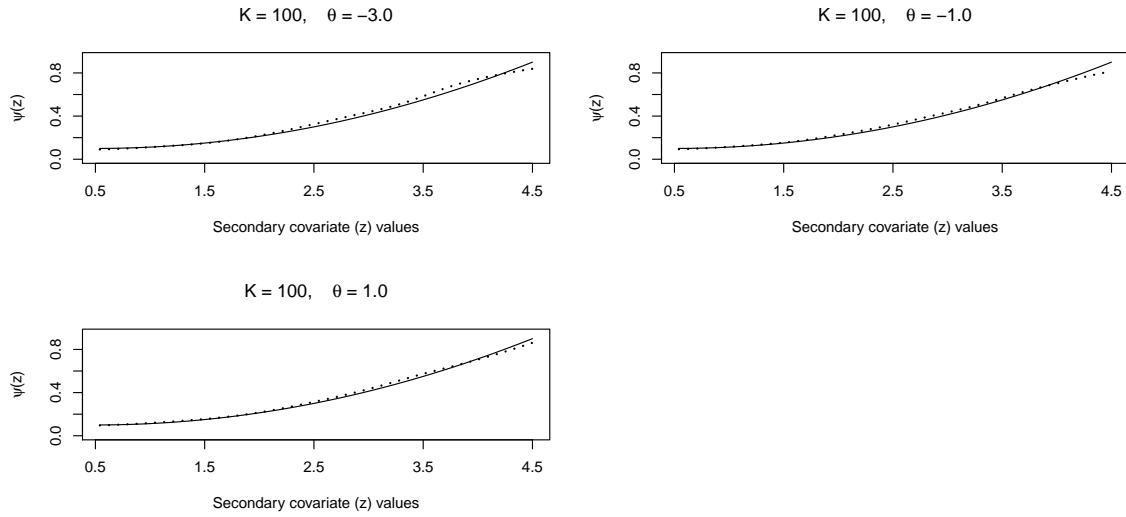 K = 100, θ = −3.0
ψ(z)
0.0 0.4 0.8
0.5 1.5 2.5 3.5 4.5
Secondary covariate (z) values
K = 100, θ = −1.0
ψ(z)
0.0 0.4 0.8
0.5 1.5 2.5 3.5 4.5
Secondary covariate (z) values
K = 100, θ = 1.0
ψ(z)
0.0 0.4 0.8
0.5 1.5 2.5 3.5 4.5
Secondary covariate (z) values